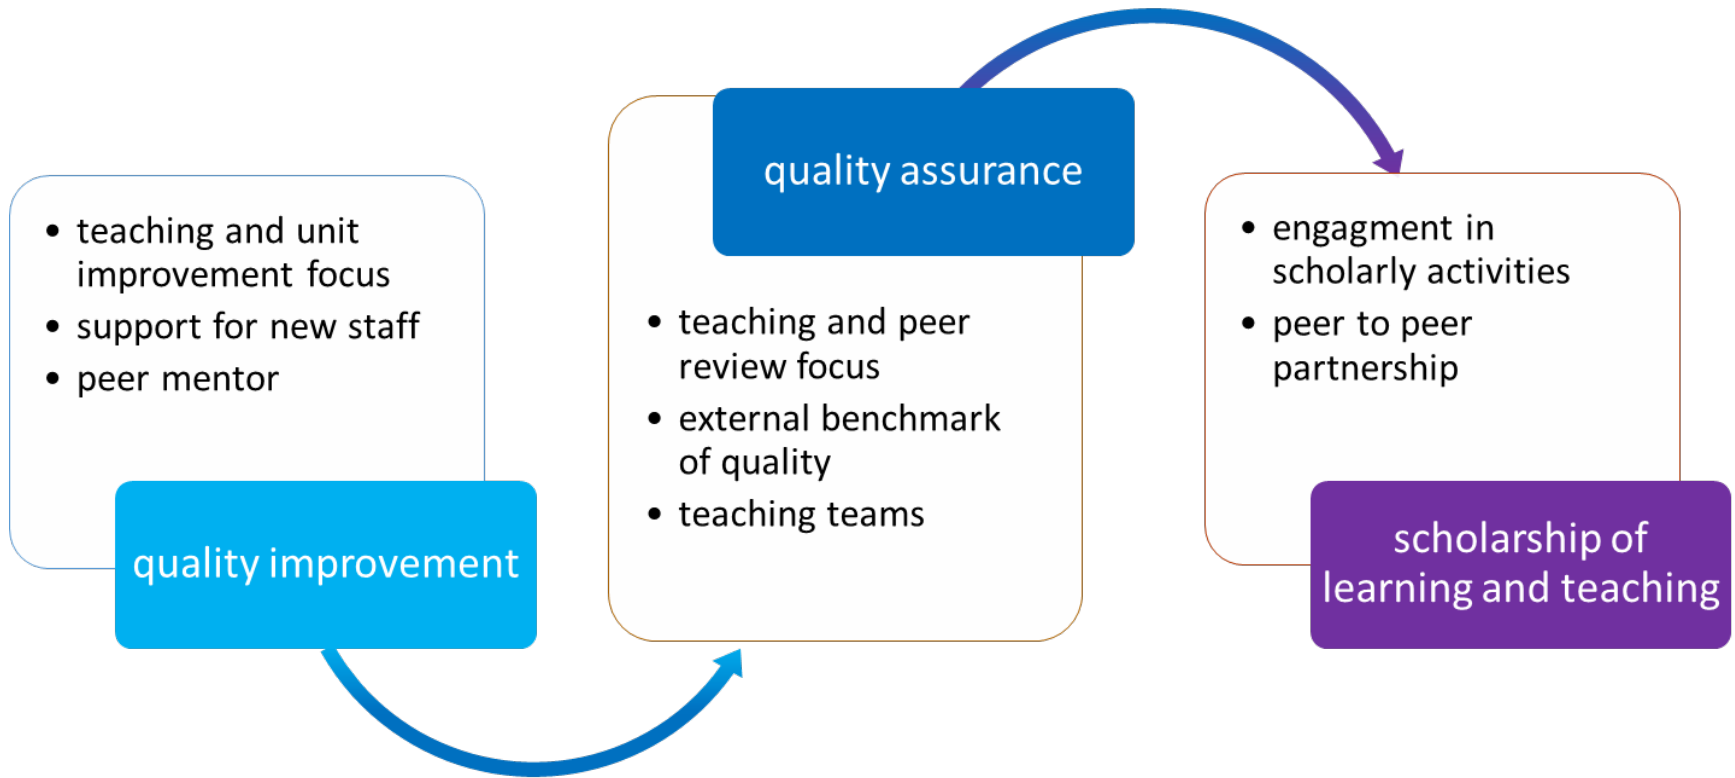 • teaching and unit
improvement focus
• support for new staff
• peer mentor
quality improvement
quality assurance
• teaching and peer
review focus
• external benchmark
of quality
• teaching teams
• engagment in
scholarly activities
• peer to peer
partnership
scholarship of
learning and teaching